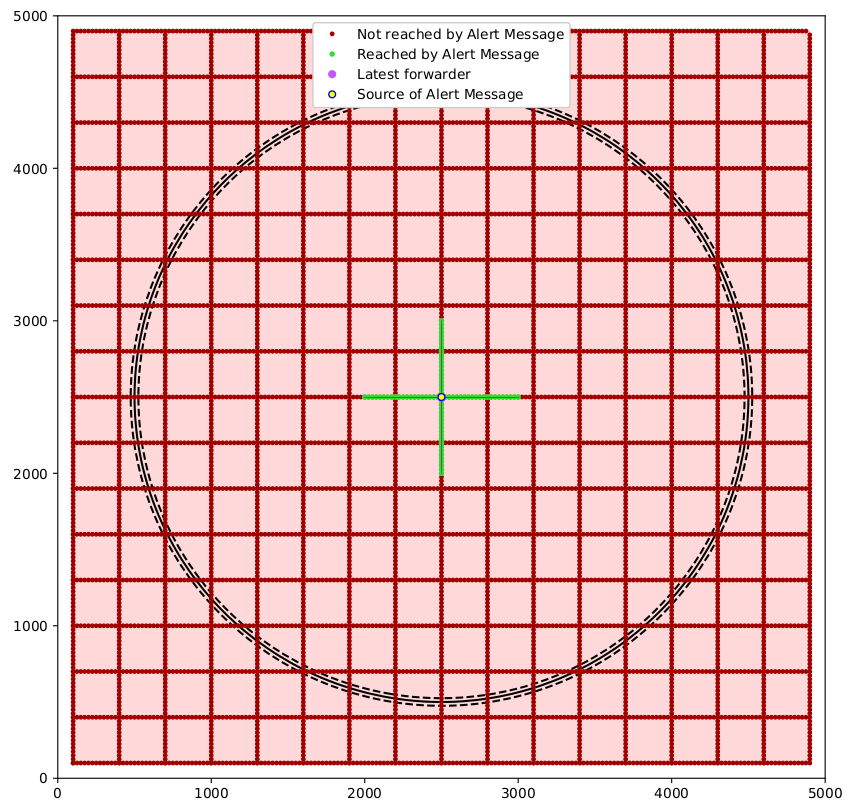 5000
Not reached by Alert Message
Reached by Alert Message
Latest forwarder
Source of Alert Message
4000
3000
2000
1000
0
0 1000 2000 3000 4000 5000